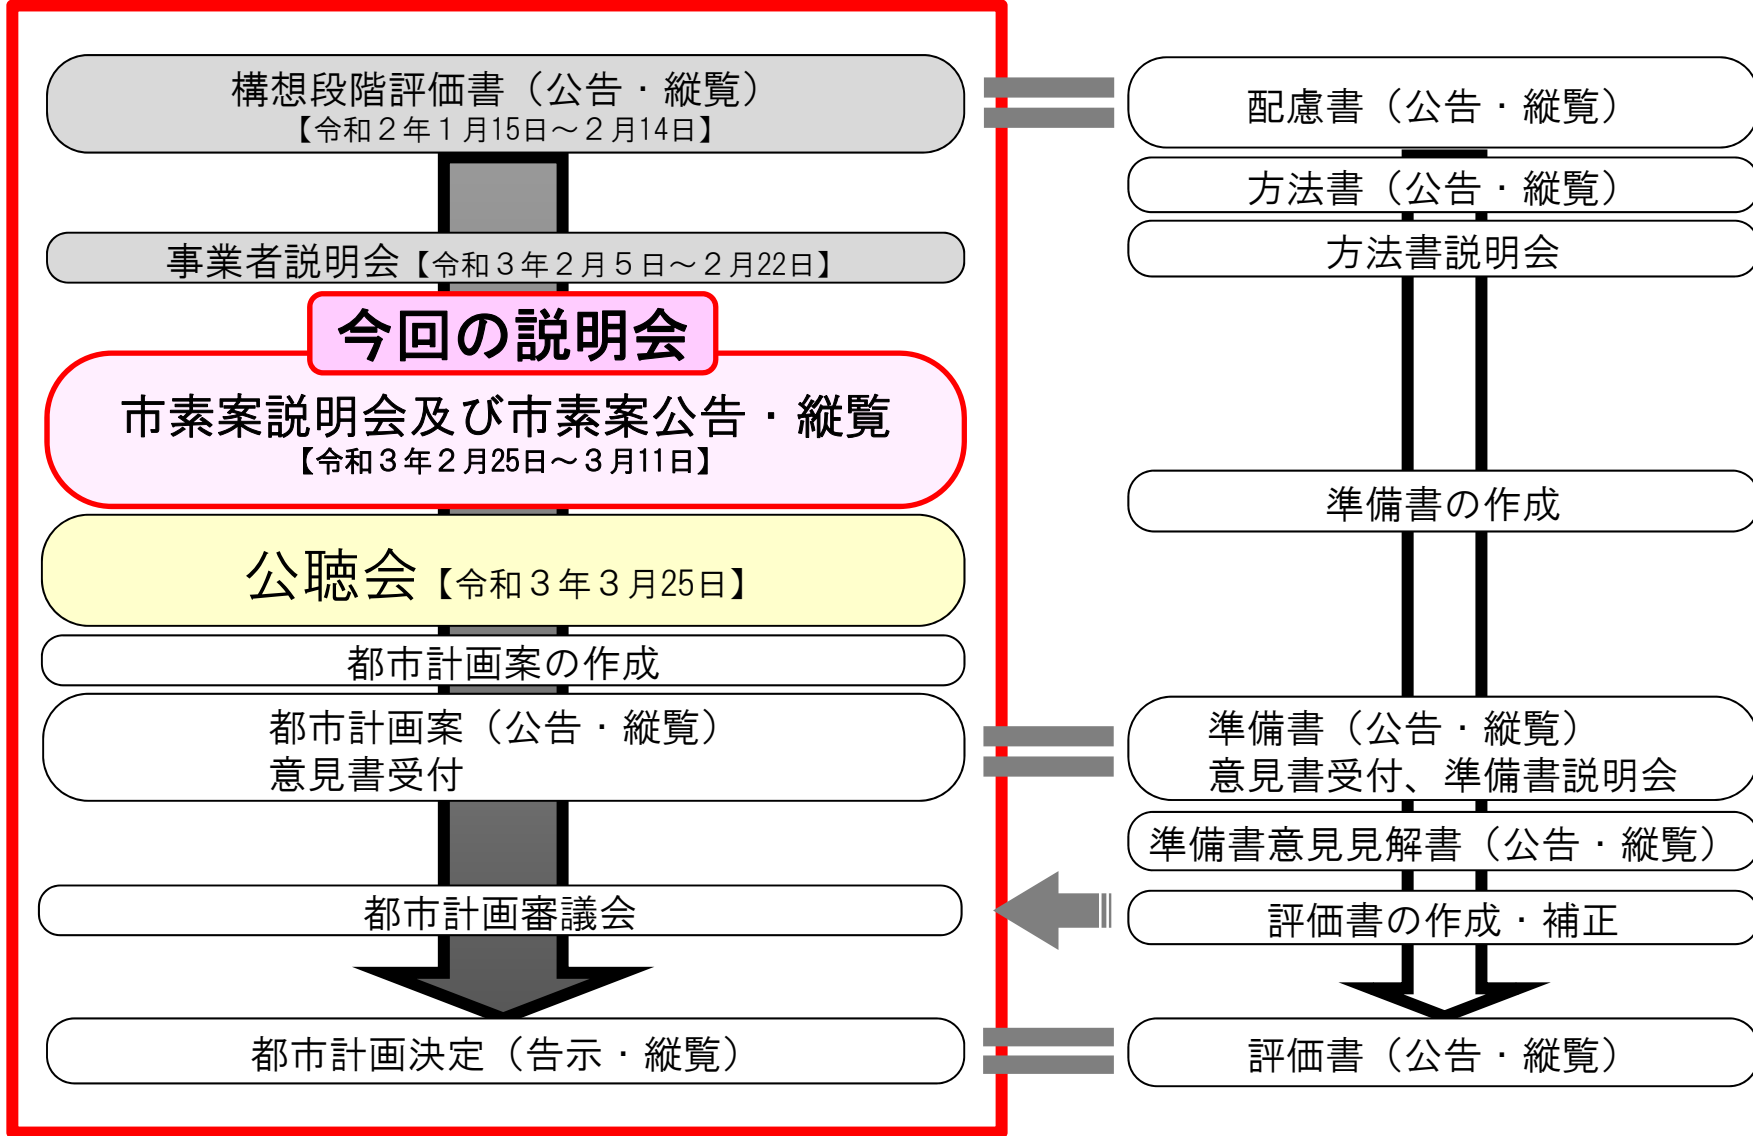 構想段階評価書（公告・縦覧）
【令和２年１月15日～２月14日】
事業者説明会【令和３年２月５日～２月22日】
今回の説明会
市素案説明会及び市素案公告・縦覧
【令和３年２月25日～３月11日】
公聴会【令和３年３月25日】
都市計画案の作成
都市計画案（公告・縦覧）
意見書受付
都市計画審議会
都市計画決定（告示・縦覧）
配慮書（公告・縦覧）
方法書（公告・縦覧）
方法書説明会
準備書の作成
準備書（公告・縦覧）
意見書受付、準備書説明会
準備書意見見解書（公告・縦覧）
評価書の作成・補正
評価書（公告・縦覧）